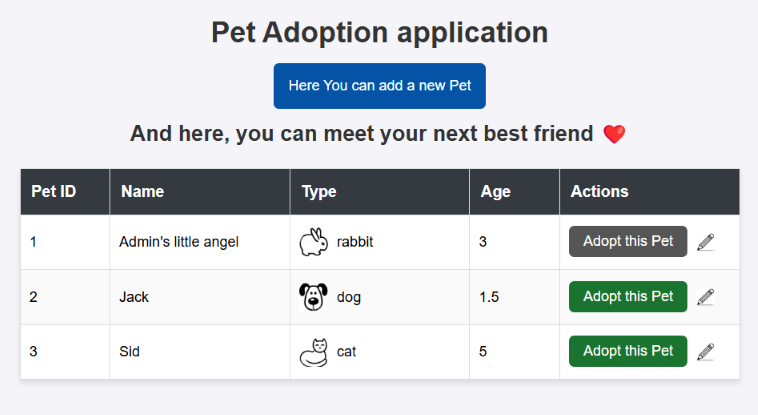 Pet Adoption application
Here You can add a new Pet
And here, you can meet your next best friend ❤️
Pet ID Name Type Age Actions
1 Admin's little angel rabbit 3 Adopt this Pet
2 Jack dog 1.5 Adopt this Pet
3 Sid cat 5 Adopt this Pet